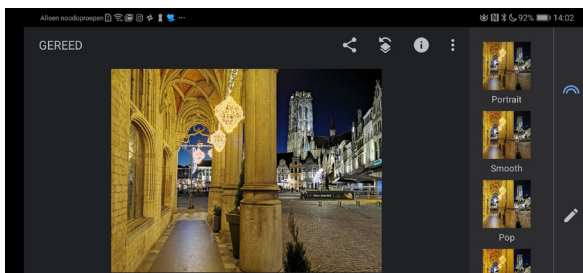 Alleen noodoproepen
92% 14:02
GEREED
Portrait
Smooth
Pop